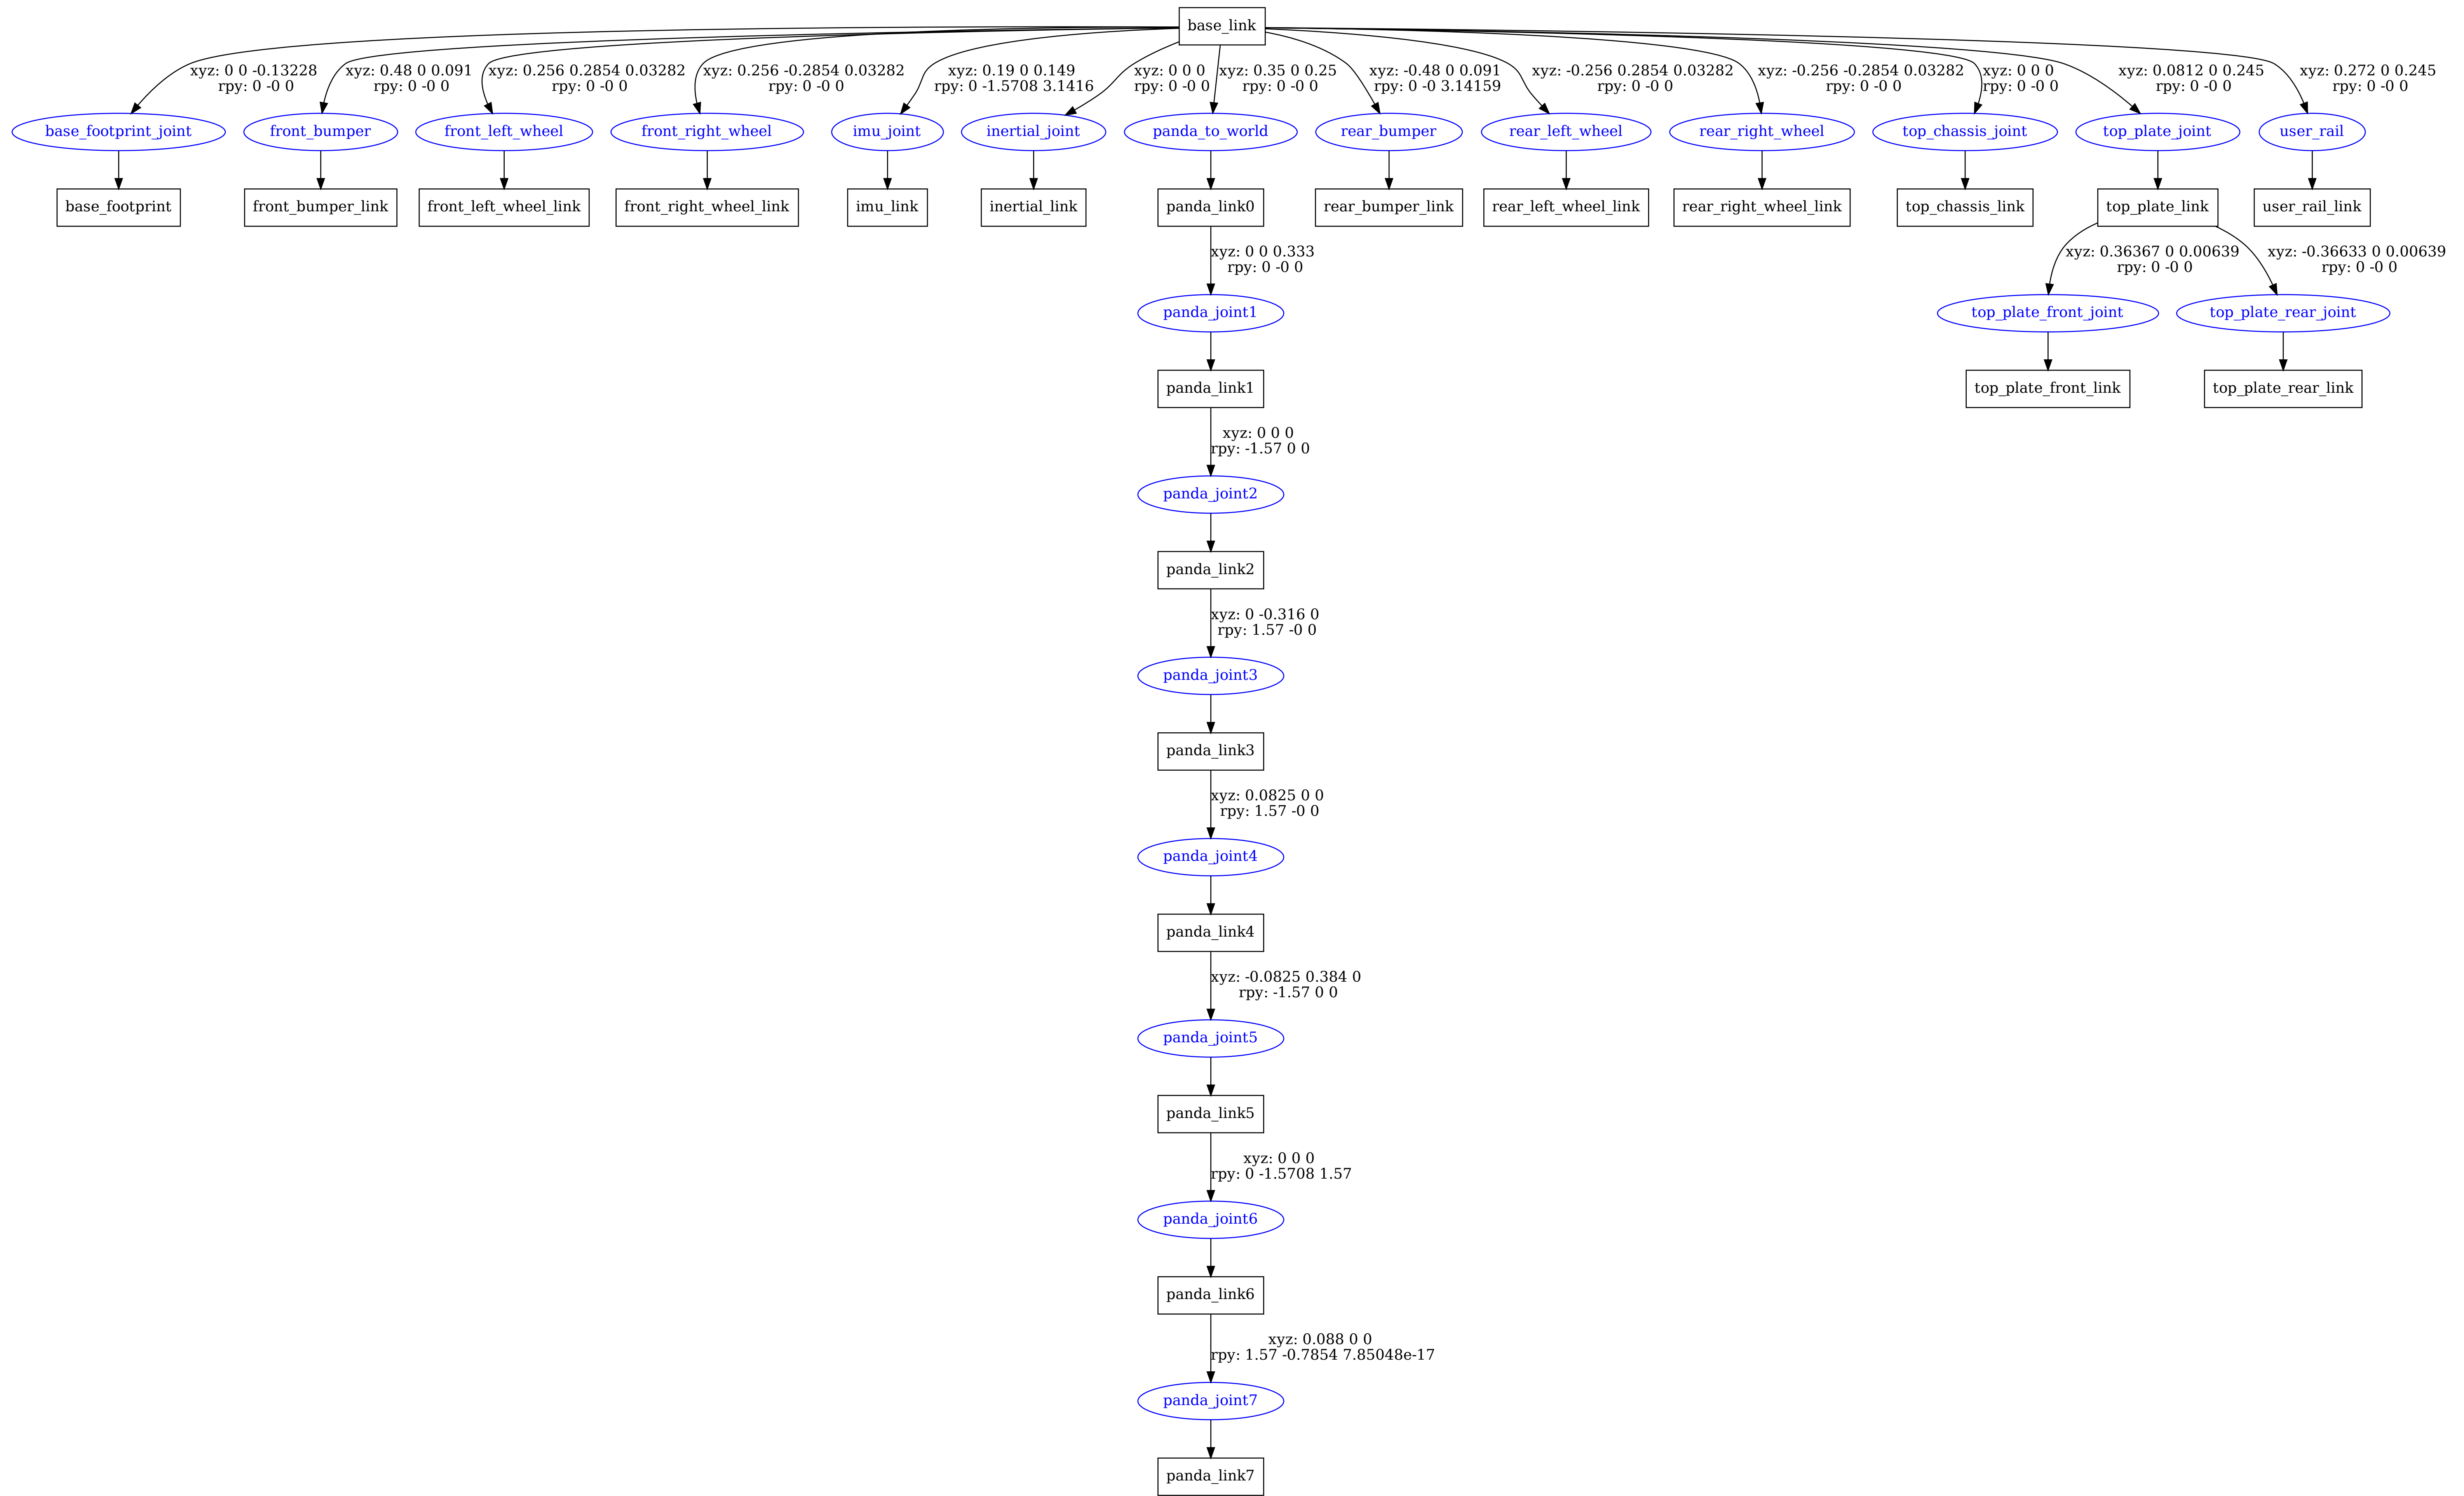 base_link
xyz: 0 0 -0.13228
rpy: 0 -0 0
xyz: 0.48 0 0.091
rpy: 0 -0 0
xyz: 0.256 0.2854 0.03282
rpy: 0 -0 0
xyz: 0.256 -0.2854 0.03282
rpy: 0 -0 0
xyz: 0.19 0 0.149
rpy: 0 -1.5708 3.1416
xyz: 0 0 0
rpy: 0 -0 0
xyz: 0.35 0 0.25
rpy: 0 -0 0
xyz: -0.48 0 0.091
rpy: 0 -0 3.14159
xyz: -0.256 0.2854 0.03282
rpy: 0 -0 0
xyz: -0.256 -0.2854 0.03282
rpy: 0 -0 0
xyz: 0 0 0
rpy: 0 -0 0
xyz: 0.0812 0 0.245
rpy: 0 -0 0
xyz: 0.272 0 0.245
rpy: 0 -0 0
base_footprint_joint
front_bumper
front_left_wheel
front_right_wheel
imu_joint
inertial_joint
panda_to_world
rear_bumper
rear_left_wheel
rear_right_wheel
top_chassis_joint
top_plate_joint
user_rail
base_footprint
front_bumper_link
front_left_wheel_link
front_right_wheel_link
imu_link
inertial_link
panda_link0
rear_bumper_link
rear_left_wheel_link
rear_right_wheel_link
top_chassis_link
top_plate_link
user_rail_link
xyz: 0 0 0.333
rpy: 0 -0 0
xyz: 0.36367 0 0.00639
rpy: 0 -0 0
xyz: -0.36633 0 0.00639
rpy: 0 -0 0
panda_joint1
top_plate_front_joint
top_plate_rear_joint
panda_link1
top_plate_front_link
top_plate_rear_link
xyz: 0 0 0
rpy: -1.57 0 0
panda_joint2
panda_link2
xyz: 0 -0.316 0
rpy: 1.57 -0 0
panda_joint3
panda_link3
xyz: 0.0825 0 0
rpy: 1.57 -0 0
panda_joint4
panda_link4
xyz: -0.0825 0.384 0
rpy: -1.57 0 0
panda_joint5
panda_link5
xyz: 0 0 0
rpy: 0 -1.5708 1.57
panda_joint6
panda_link6
xyz: 0.088 0 0
rpy: 1.57 -0.7854 7.85048e-17
panda_joint7
panda_link7